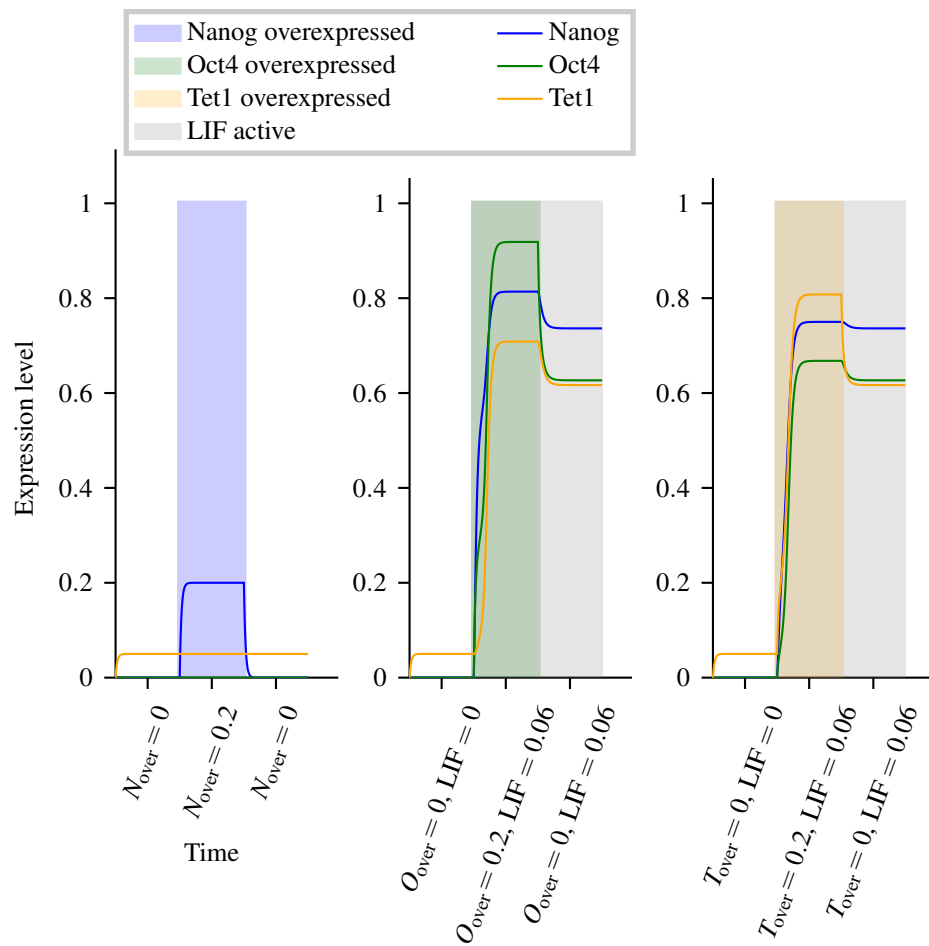 Nanog overexpressed
Oct4 overexpressed
Tet1 overexpressed
LIF active
Nanog
Oct4
Tet1
Expression level
1
0.8
0.6
0.4
0.2
0
N_over = 0
N_over = 0.2
N_over = 0
Time
1
0.8
0.6
0.4
0.2
0
O_over = 0, LIF = 0
O_over = 0.2, LIF = 0.06
O_over = 0, LIF = 0.06
1
0.8
0.6
0.4
0.2
0
T_over = 0, LIF = 0
T_over = 0.2, LIF = 0.06
T_over = 0, LIF = 0.06